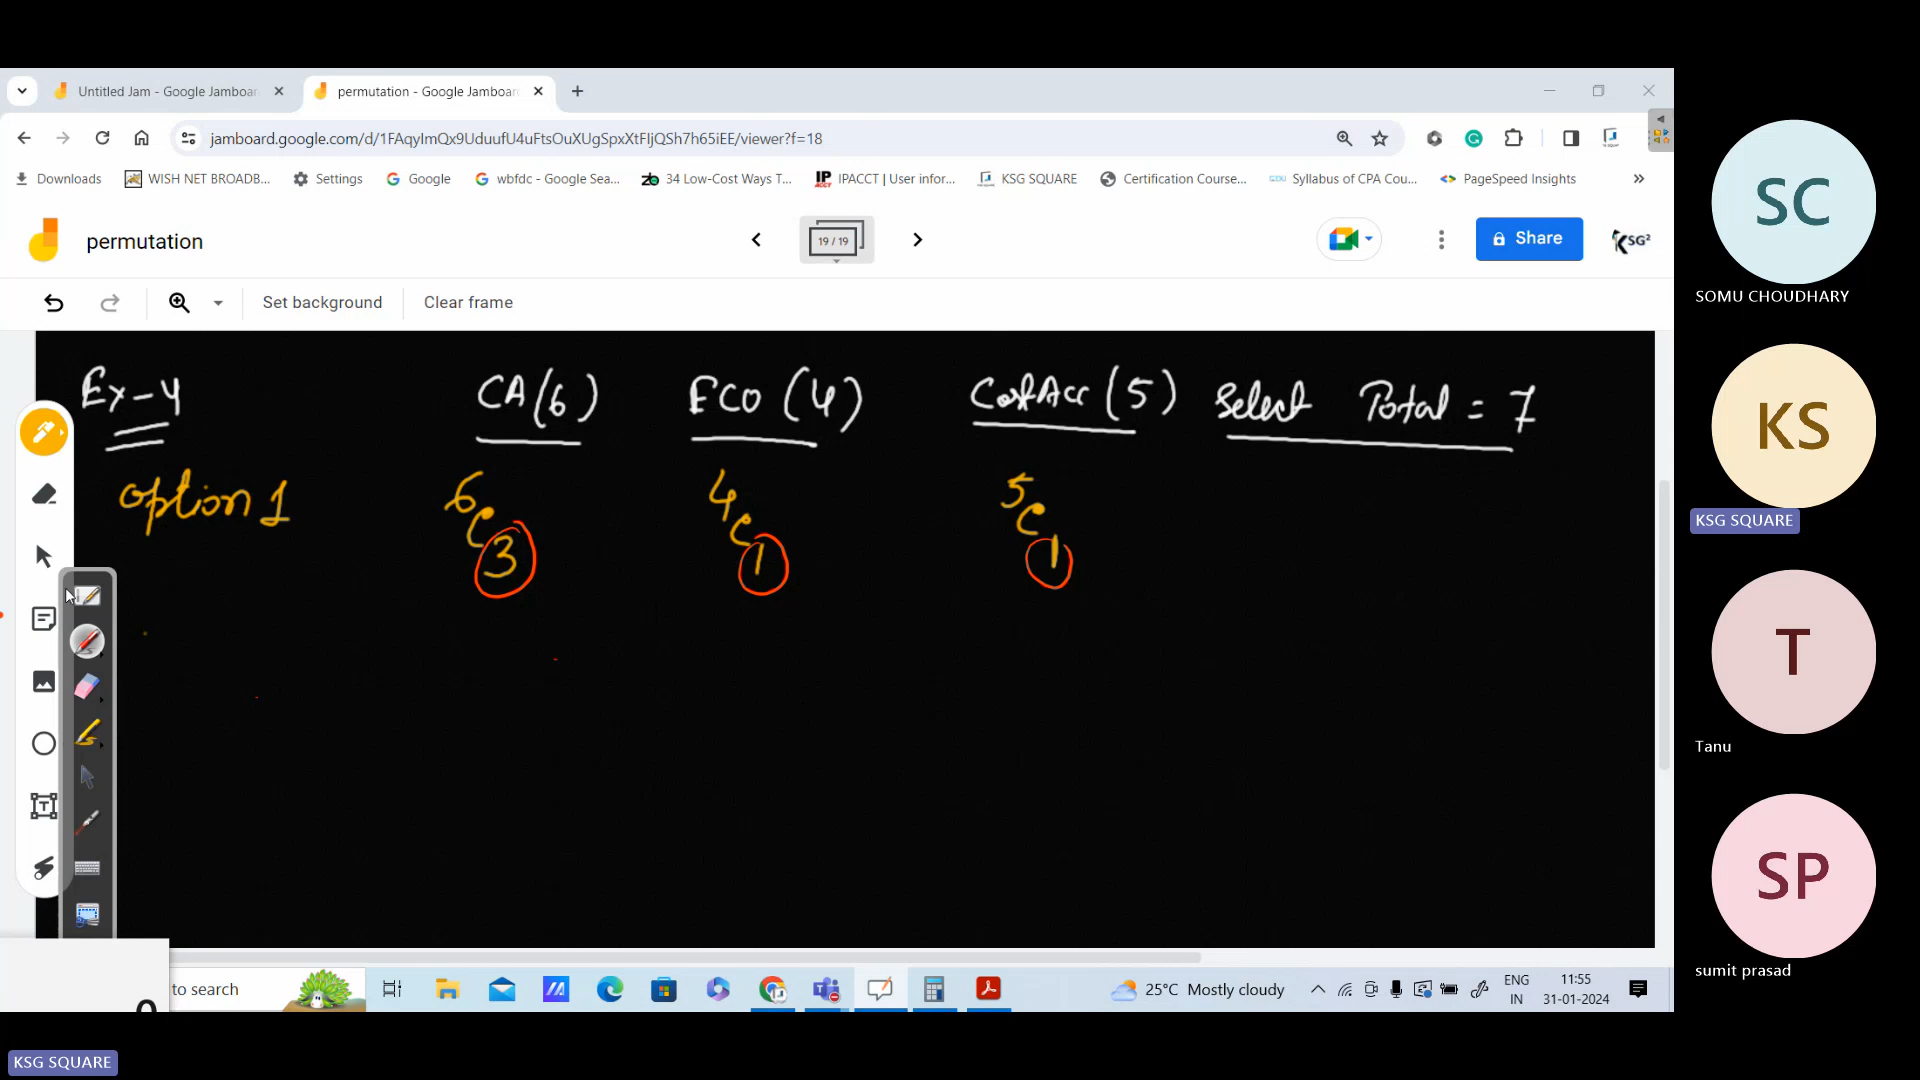 Untitled Jam - Google Jamboar
permutation - Google Jamboar
jamboard.google.com/d/1FAqyImQx9UduufU4uFtsOuXUgSpxXtFIjQSh7h65iEE/viewer?f=18
Downloads WISH NET BROADB... Settings Google wbfdc - Google Sea... 34 Low-Cost Ways T... IPACCT | User infor... KSG SQUARE Certification Course... Syllabus of CPA Cou... PageSpeed Insights
permutation
19 / 19
Share
KSG²
Set background Clear frame
Ex-4 CA(6) ECO (4) CostAcc (5) Select Total = 7
option 1 6C3 4C1 5C1
to search
25°C Mostly cloudy
ENG
IN
11:55
31-01-2024
SC
SOMU CHOUDHARY
KS
KSG SQUARE
T
Tanu
SP
sumit prasad
KSG SQUARE